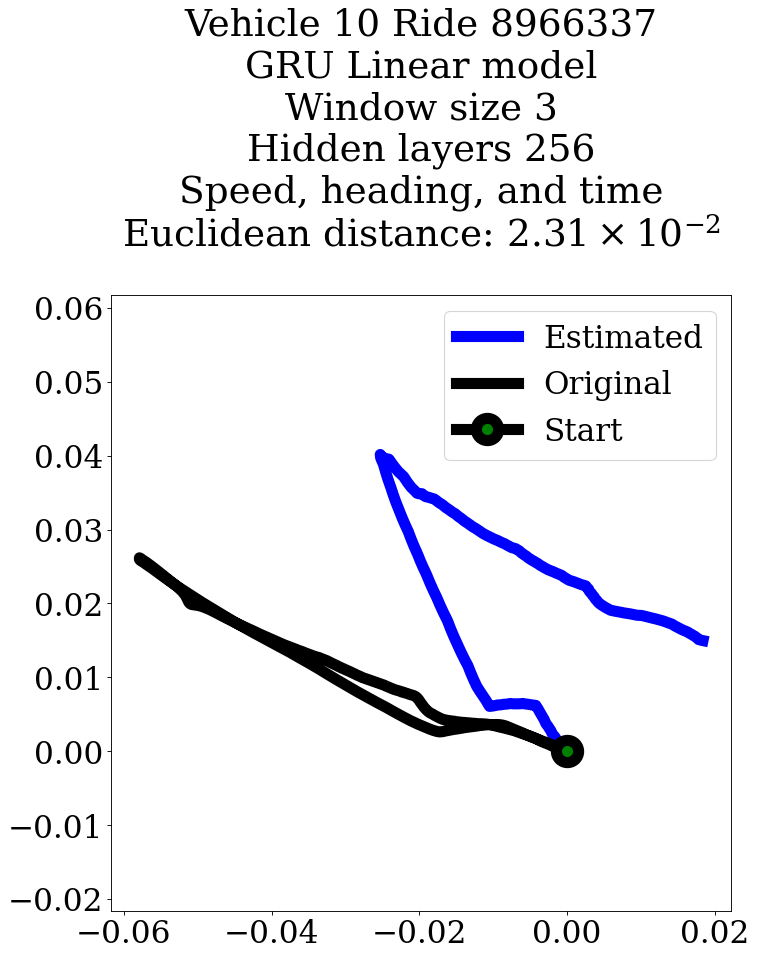 Vehicle 10 Ride 8966337
GRU Linear model
Window size 3
Hidden layers 256
Speed, heading, and time
Euclidean distance: 2.31 × 10⁻²
0.06
0.05
0.04
0.03
0.02
0.01
0.00
−0.01
−0.02
Estimated
Original
Start
−0.06
−0.04
−0.02
0.00
0.02